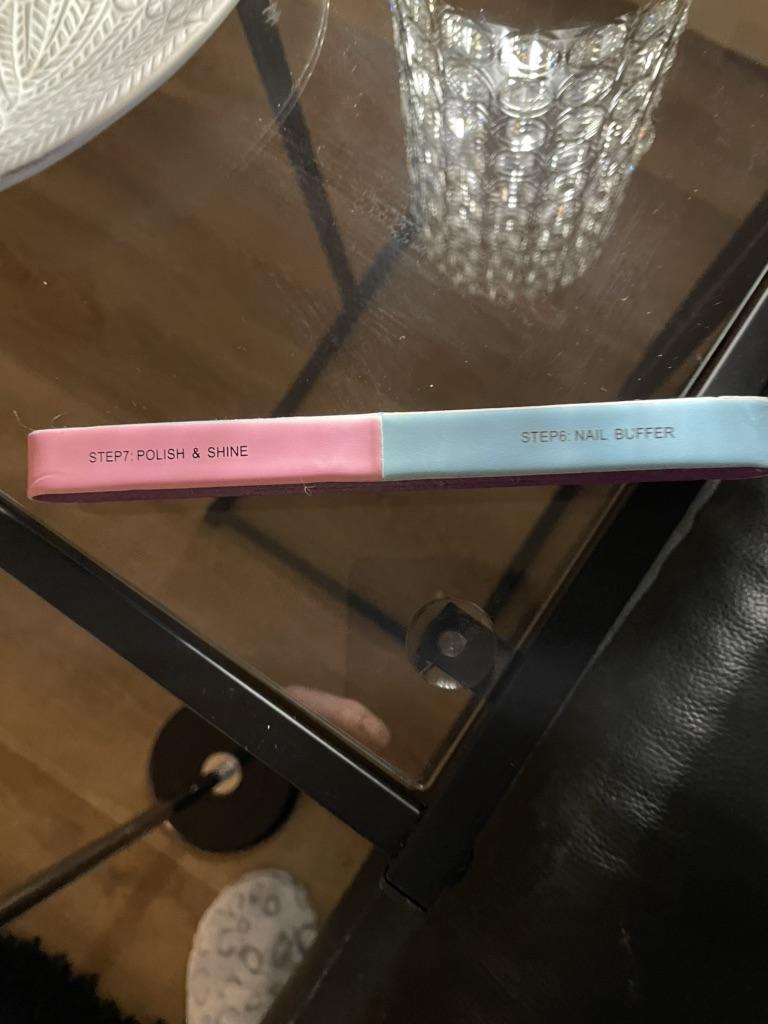 STEP7: POLISH & SHINE
STEP6: NAIL BUFFER